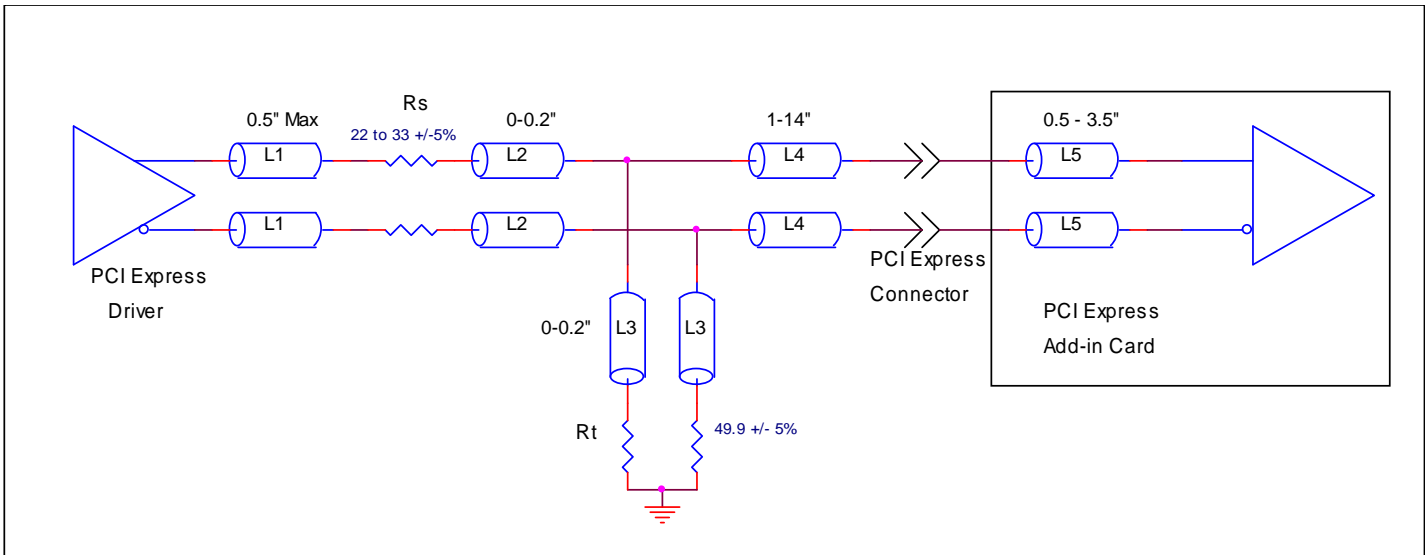 Rs
0.5" Max
22 to 33 +/-5%
0-0.2"
1-14"
0.5 - 3.5"
L1
L2
L4
L5
L1
L2
L4
L5
PCI Express
Driver
PCI Express
Connector
PCI Express
Add-in Card
0-0.2"
L3
L3
Rt
49.9 +/- 5%